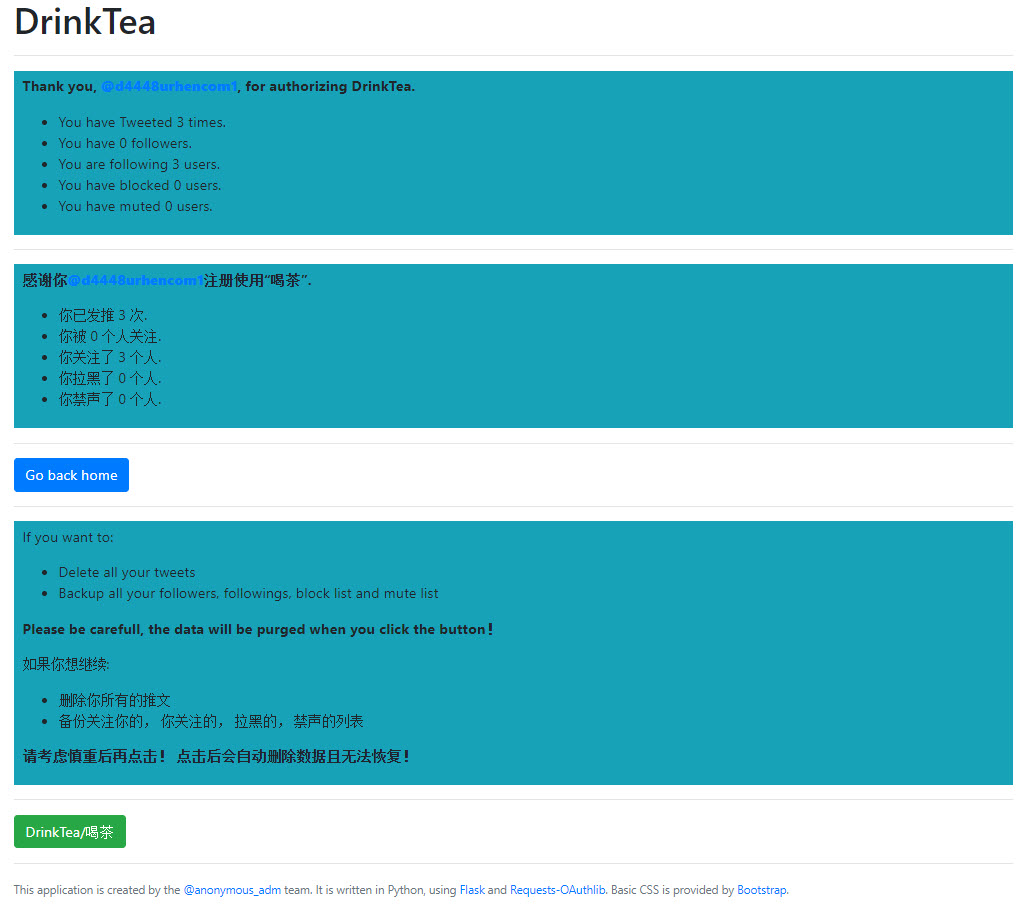 DrinkTea
Thank you, @d4448urhencom1, for authorizing DrinkTea.
You have Tweeted 3 times.
You have 0 followers.
You are following 3 users.
You have blocked 0 users.
You have muted 0 users.
感谢你@d4448urhencom1注册使用“喝茶”.
你已发推 3 次.
你被 0 个人关注.
你关注了 3 个人.
你拉黑了 0 个人.
你禁声了 0 个人.
Go back home
If you want to:
Delete all your tweets
Backup all your followers, followings, block list and mute list
Please be carefull, the data will be purged when you click the button！
如果你想继续:
删除你所有的推文
备份关注你的， 你关注的， 拉黑的， 禁声的列表
请考虑慎重后再点击！ 点击后会自动删除数据且无法恢复！
DrinkTea/喝茶
This application is created by the @anonymous_adm team. It is written in Python, using Flask and Requests-OAuthlib. Basic CSS is provided by Bootstrap.